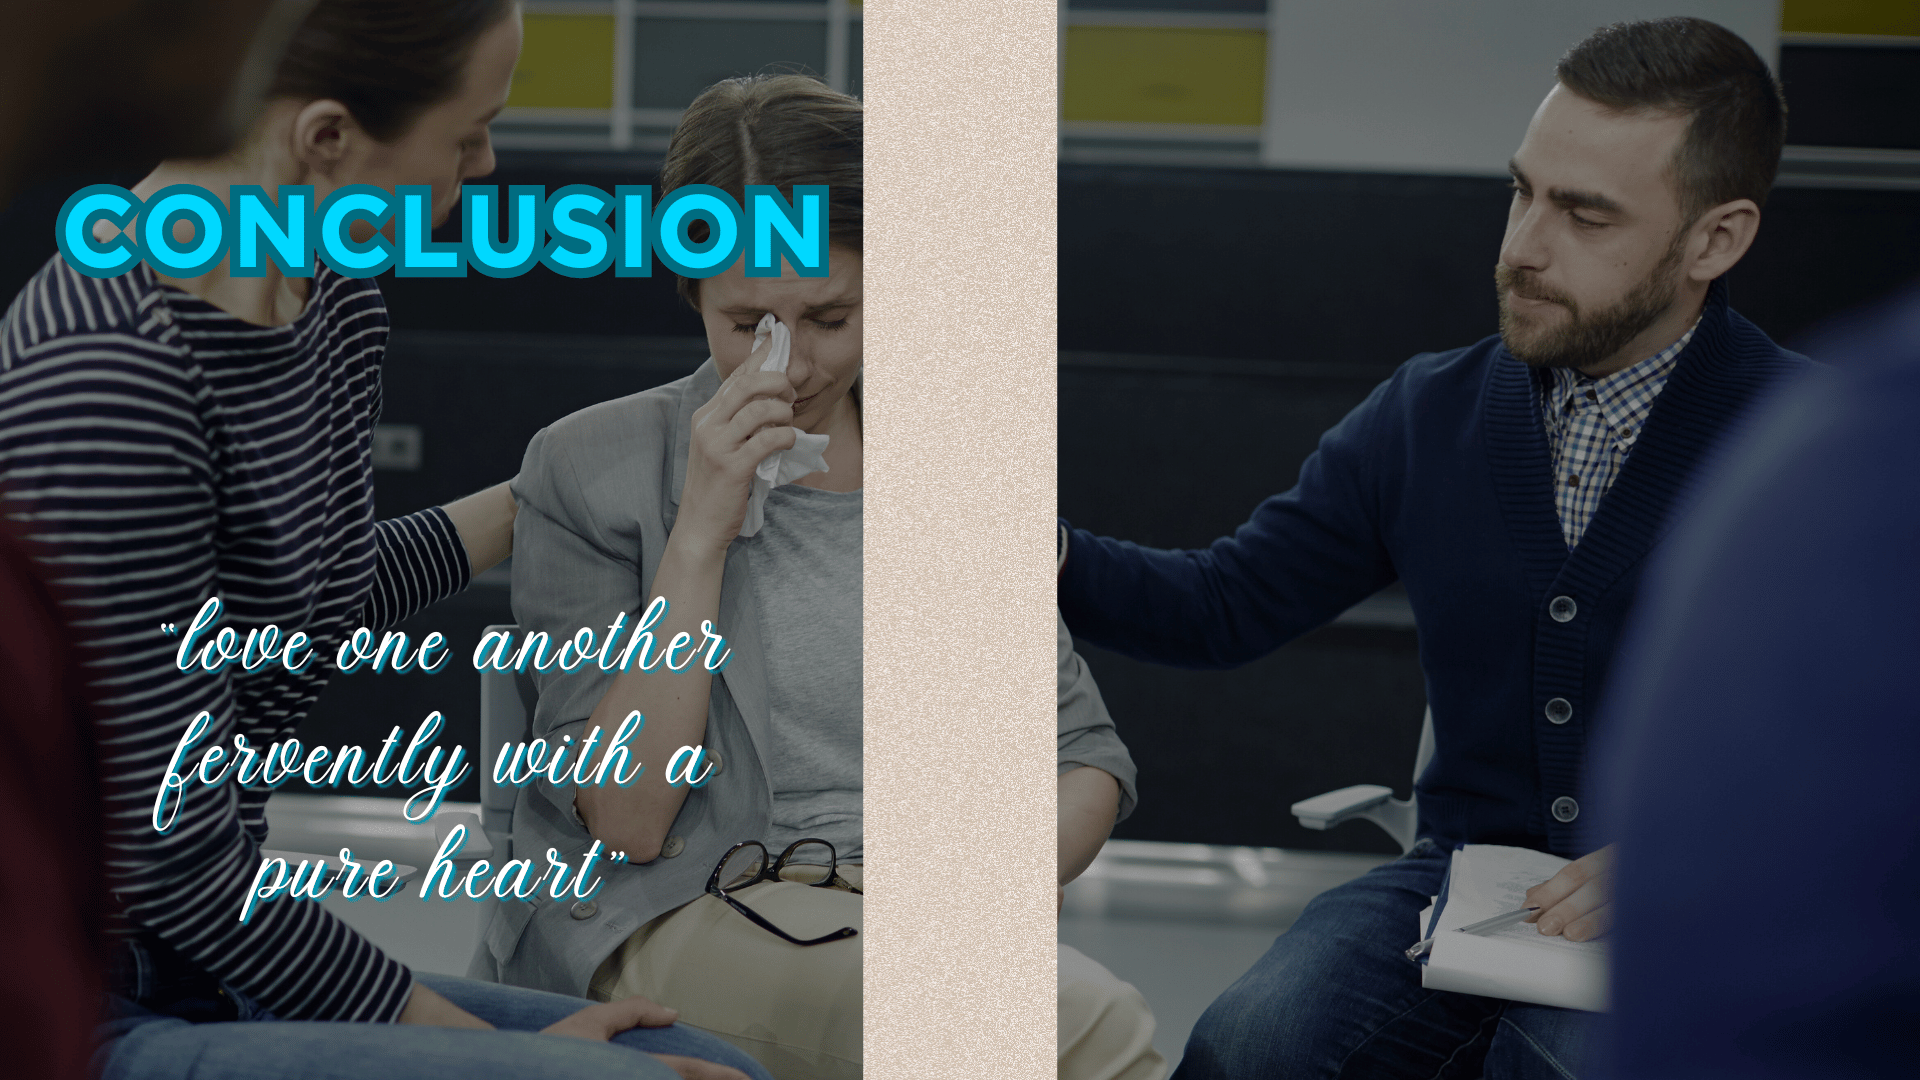 CONCLUSION
“love one another
fervently with a
pure heart”